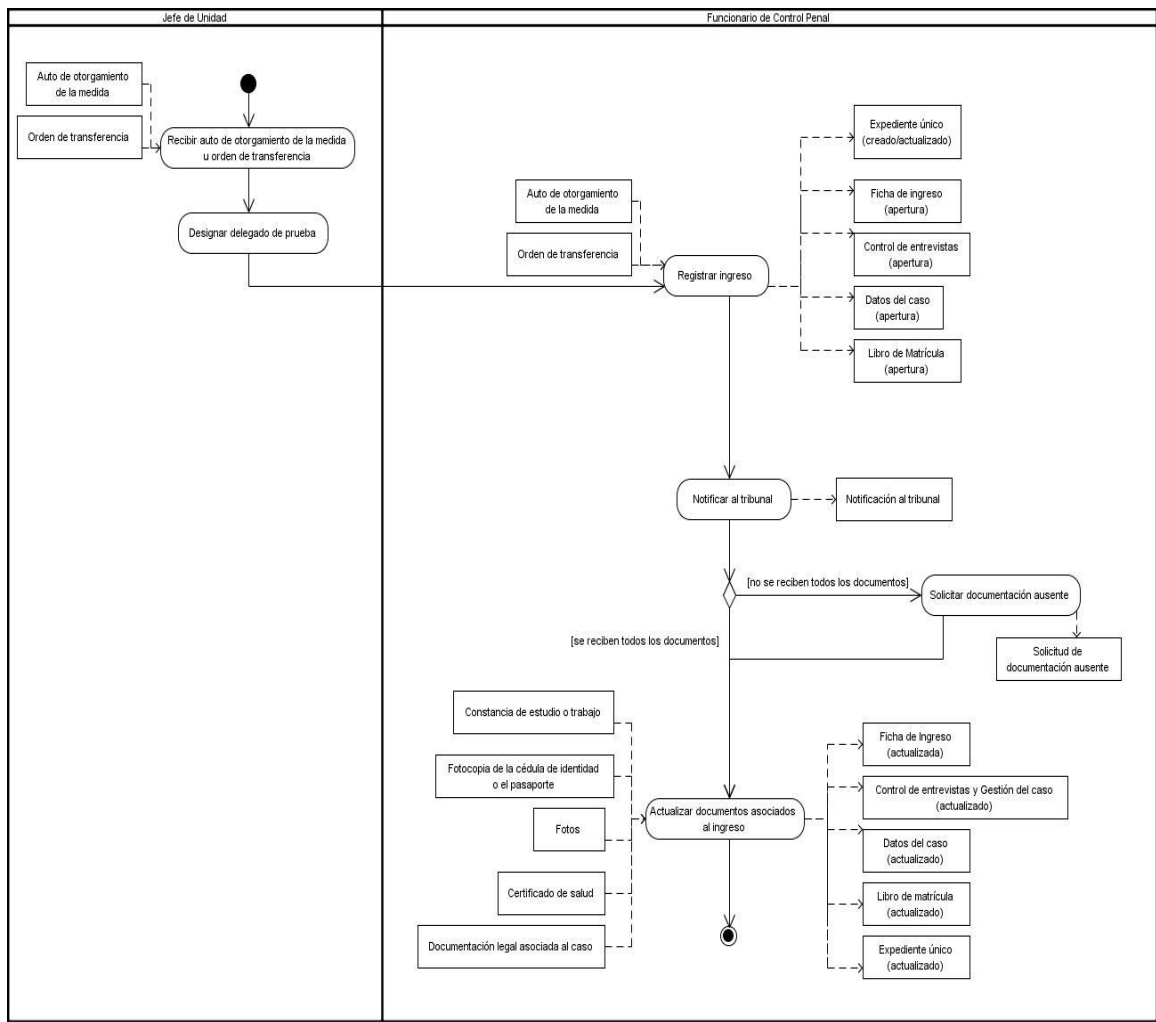 Jefe de Unidad
Funcionario de Control Penal
Auto de otorgamiento
de la medida
Orden de transferencia
Recibir auto de otorgamiento de la medida
u orden de transferencia
Designar delegado de prueba
Auto de otorgamiento
de la medida
Orden de transferencia
Registrar ingreso
Expediente único
(creado/actualizado)
Ficha de ingreso
(apertura)
Control de entrevistas
(apertura)
Datos del caso
(apertura)
Libro de Matrícula
(apertura)
Notificar al tribunal
Notificación al tribunal
[no se reciben todos los documentos]
Solicitar documentación ausente
[se reciben todos los documentos]
Solicitud de
documentación ausente
Constancia de estudio o trabajo
Fotocopia de la cédula de identidad
o el pasaporte
Fotos
Certificado de salud
Documentación legal asociada al caso
Actualizar documentos asociados
al ingreso
Ficha de Ingreso
(actualizada)
Control de entrevistas y Gestión del caso
(actualizado)
Datos del caso
(actualizado)
Libro de matrícula
(actualizado)
Expediente único
(actualizado)